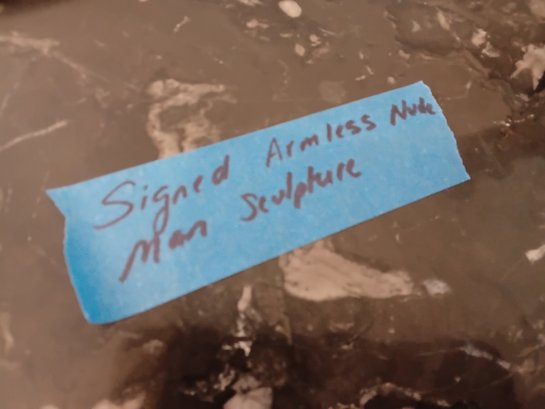 Signed Armless Nude
Man Sculpture